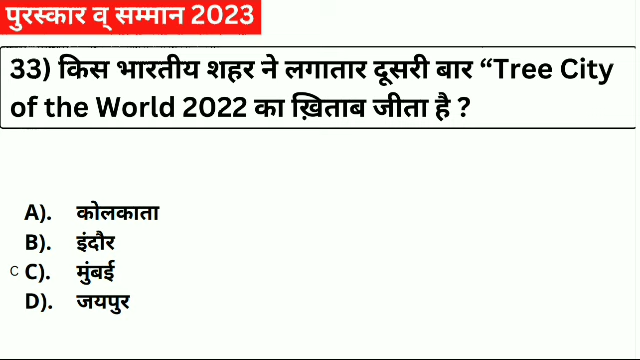 पुरस्कार व् सम्मान 2023
33) किस भारतीय शहर ने लगातार दूसरी बार “Tree City
of the World 2022 का ख़िताब जीता है ?
A). कोलकाता
B). इंदौर
C C). मुंबई
D). जयपुर